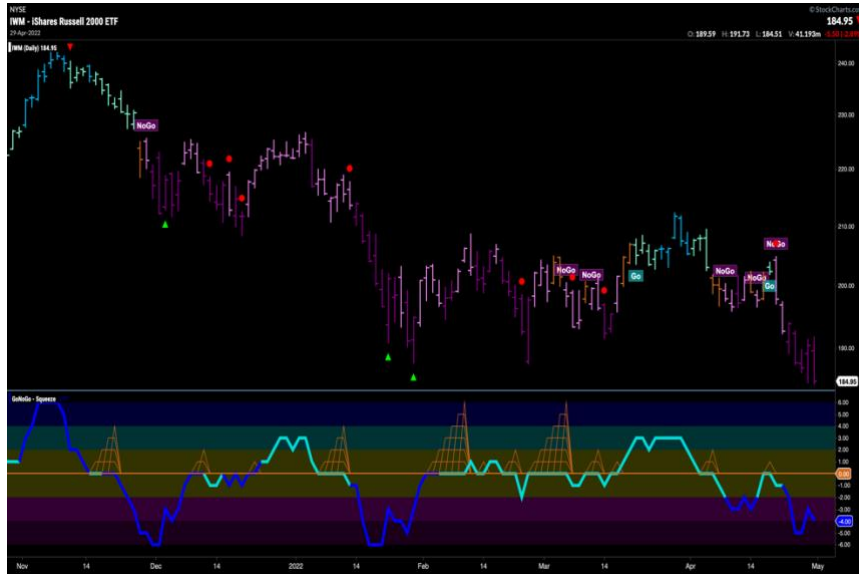 NYSE © StockCharts.co
IWM - iShares Russell 2000 ETF 184.95
29-Apr-2022 O: 189.59 H: 191.73 L: 184.51 V: 41.193m
IWM (Daily) 184.95
240.00
NoGo
230.00
220.00
210.00
NoGo
NoGo NoGo NoGo NoGo
Go Go
200.00
190.00
184.95
GoNoGo - Squeeze
6.00
5.00
4.00
3.00
2.00
1.00
0.00
-1.00
-2.00
-3.00
-4.00
-5.00
-6.00
Nov 14 Dec 14 2022 14 Feb 14 Mar 14 Apr 14 May